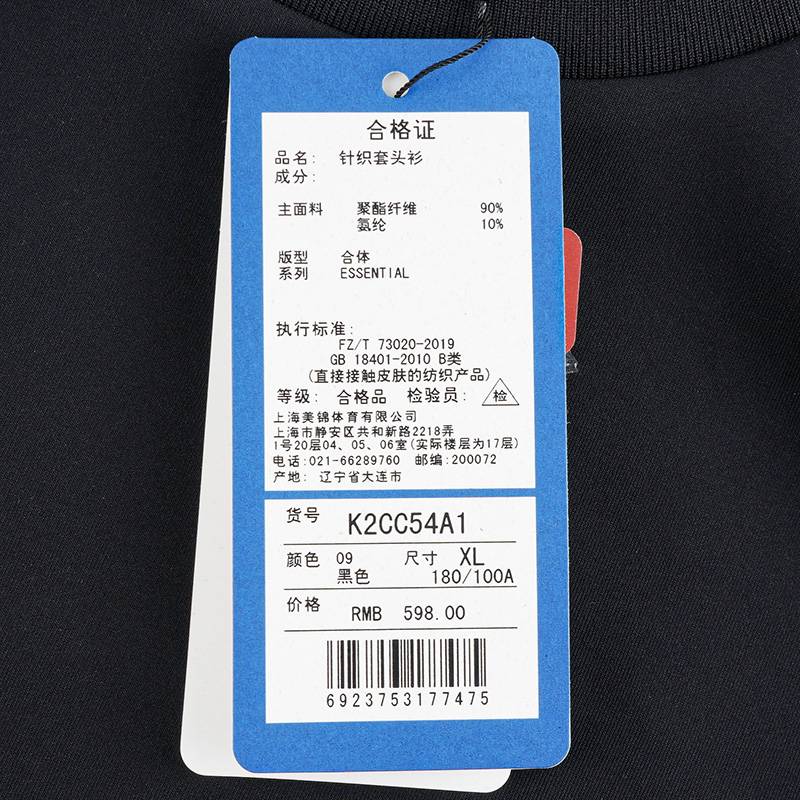 合格证
品名: 针织套头衫
成分:
主面料 聚酯纤维 90%
氨纶 10%
版型 合体
系列 ESSENTIAL
执行标准:
FZ/T 73020-2019
GB 18401-2010 B类
(直接接触皮肤的纺织产品)
等级: 合格品 检验员: 检
上海美锦体育有限公司
上海市静安区共和新路2218弄
1号20层04、05、06室(实际楼层为17层)
电话:021-66289760 邮编:200072
产地: 辽宁省大连市
货号 K2CC54A1
颜色 09 尺寸 XL
黑色 180/100A
价格 RMB 598.00
6923753177475